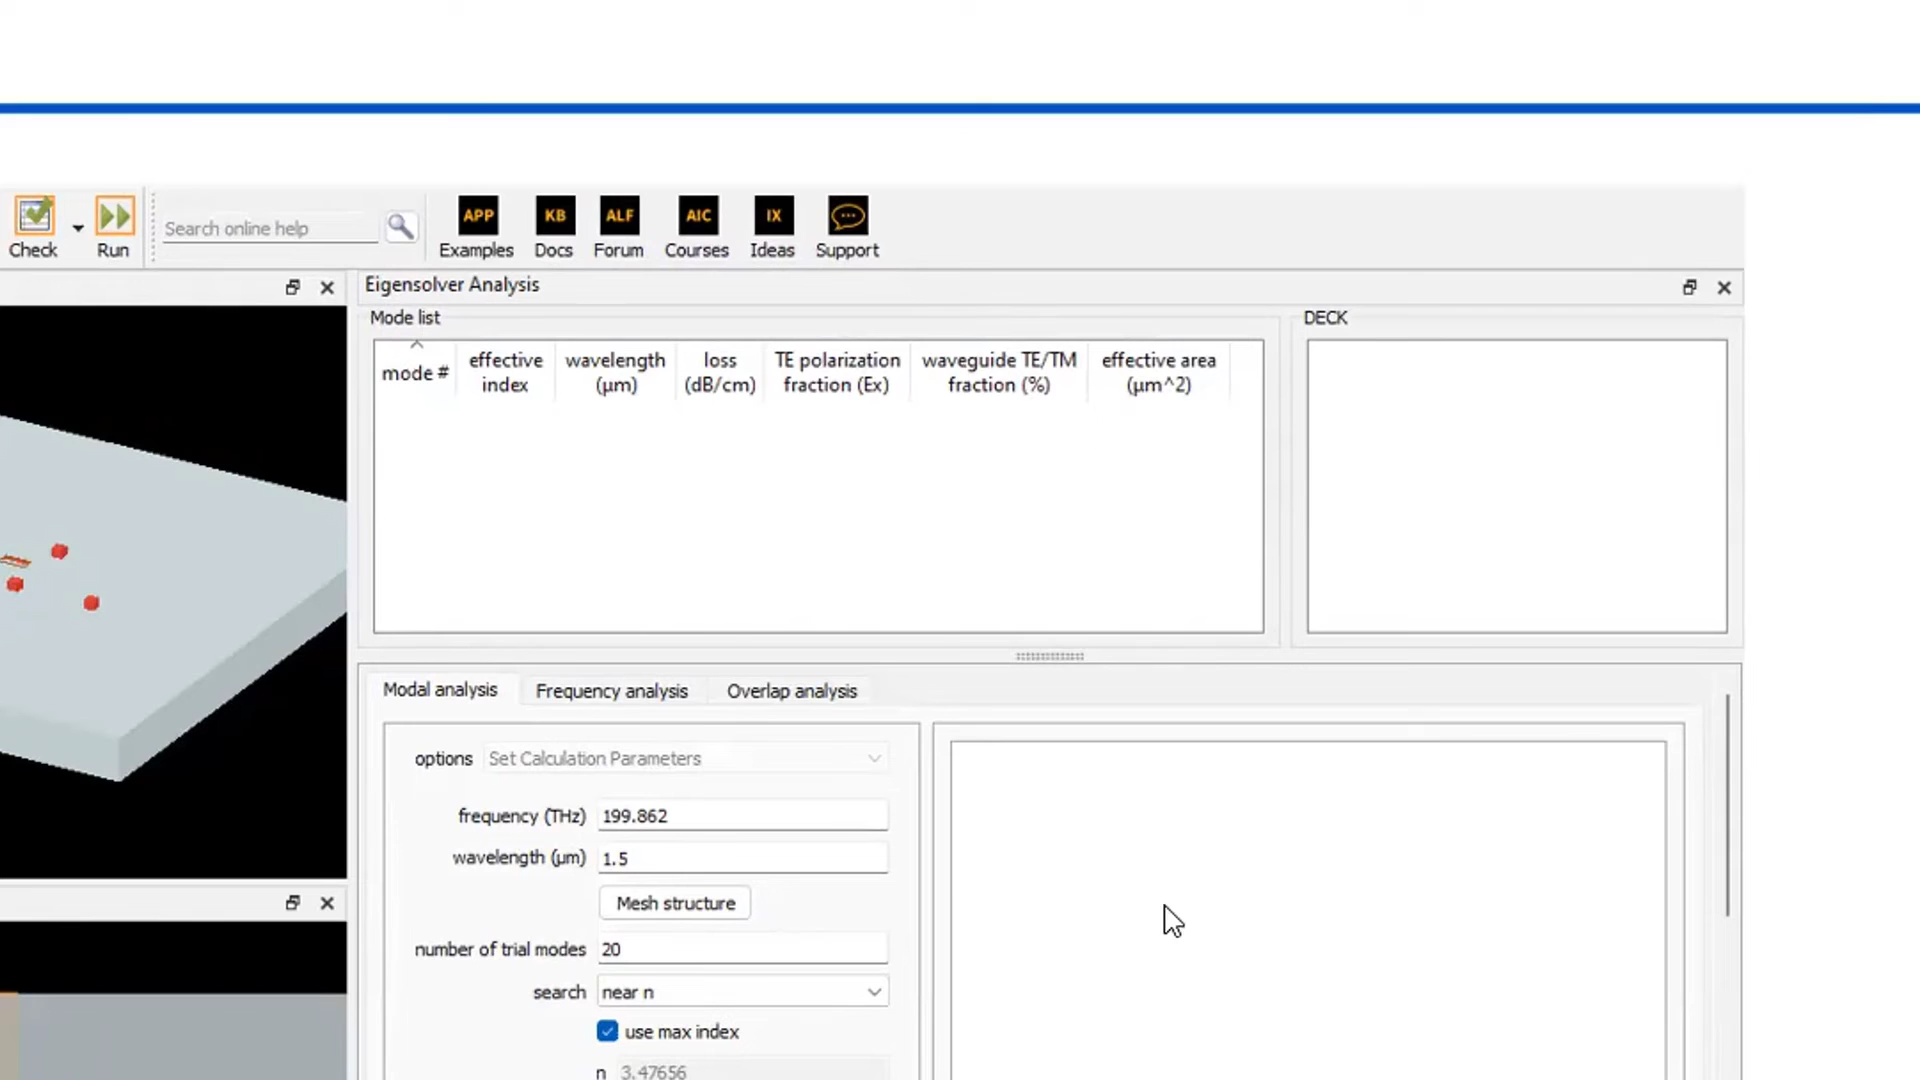 Check
Run
Search online help
APP
Examples
KB
Docs
ALF
Forum
AIC
Courses
IX
Ideas
Support
Eigensolver Analysis
Mode list
mode #
effective
index
wavelength
(µm)
loss
(dB/cm)
TE polarization
fraction (Ex)
waveguide TE/TM
fraction (%)
effective area
(µm^2)
DECK
Modal analysis
Frequency analysis
Overlap analysis
options Set Calculation Parameters
frequency (THz) 199.862
wavelength (µm) 1.5
Mesh structure
number of trial modes 20
search near n
use max index
n 3.47656